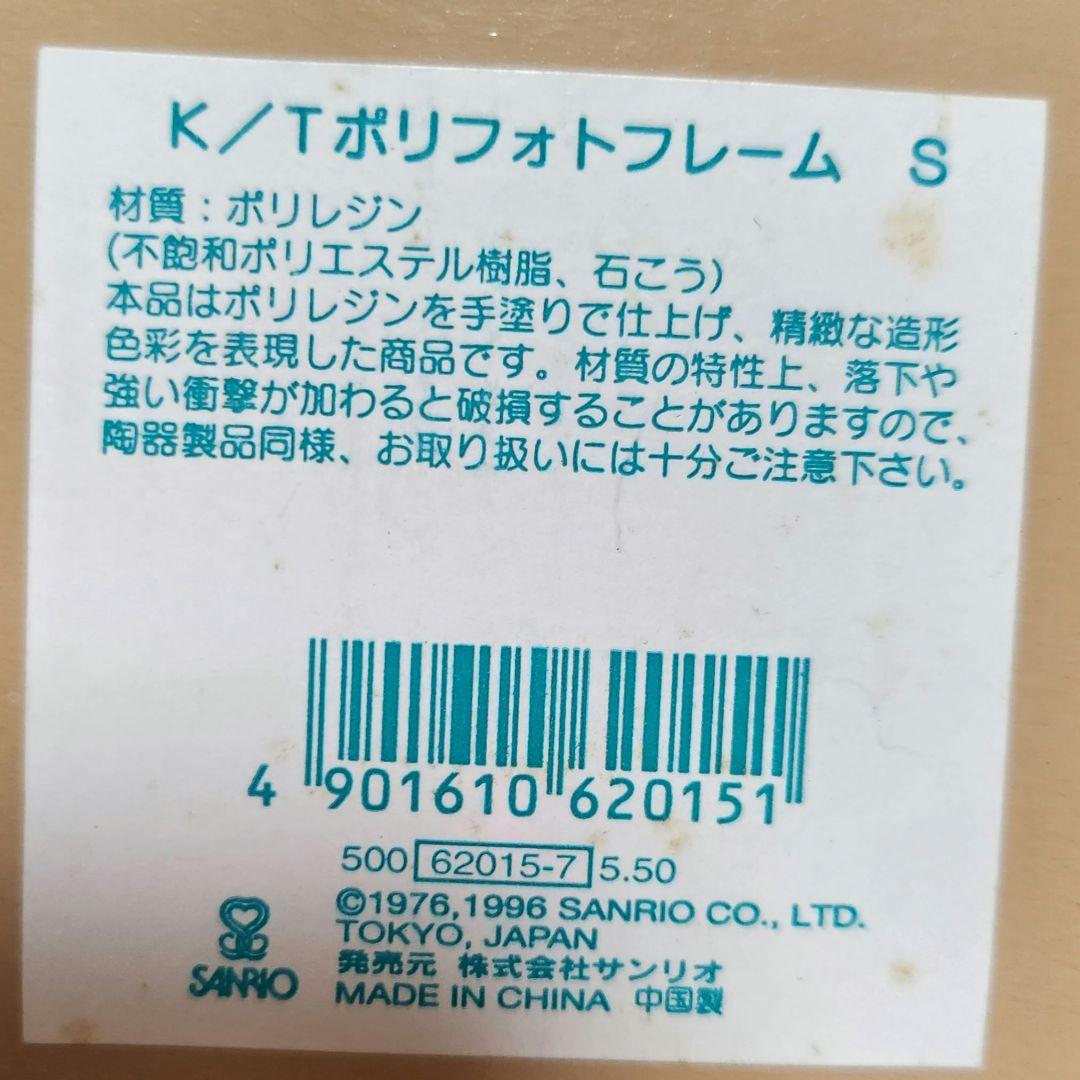 K／Tポリフォトフレーム　S
材質：ポリレジン
(不飽和ポリエステル樹脂、石こう)
本品はポリレジンを手塗りで仕上げ、精緻な造形
色彩を表現した商品です。材質の特性上、落下や
強い衝撃が加わると破損することがありますので、
陶器製品同様、お取り扱いには十分ご注意下さい。
4 901610 620151
500 62015-7 5.50
©1976,1996 SANRIO CO., LTD.
TOKYO, JAPAN
発売元 株式会社サンリオ
MADE IN CHINA 中国製
SANRIO